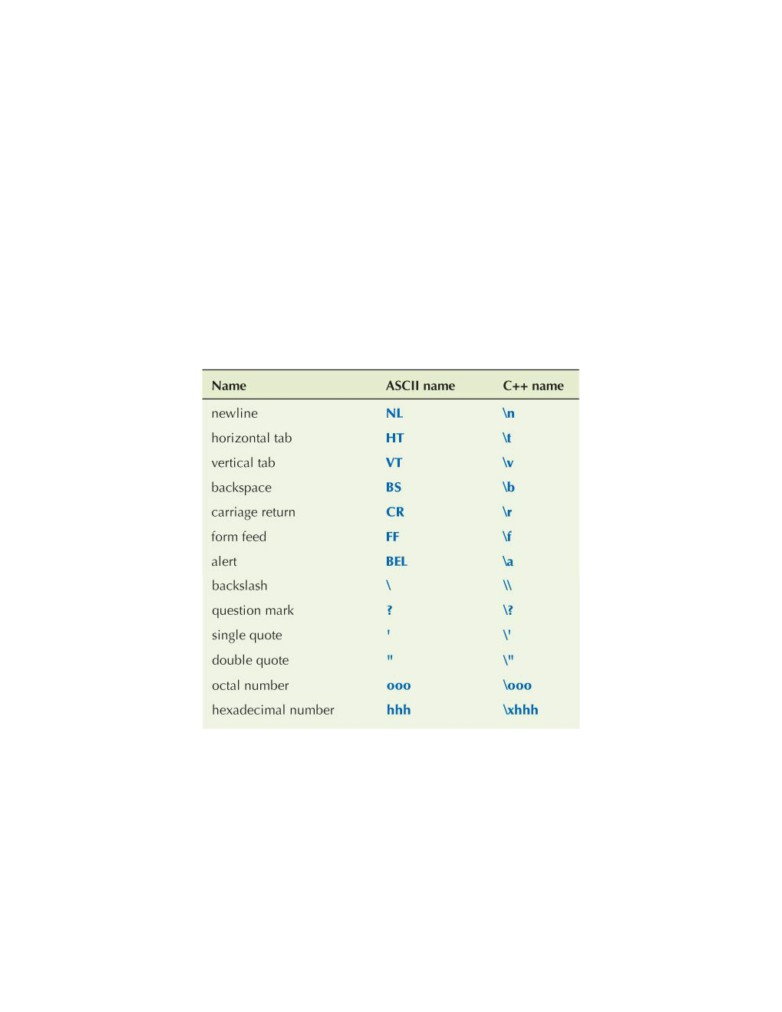 Name ASCII name C++ name
newline NL \n
horizontal tab HT \t
vertical tab VT \v
backspace BS \b
carriage return CR \r
form feed FF \f
alert BEL \a
backslash \ \\
question mark ? \?
single quote ' \'
double quote " \"
octal number ooo \ooo
hexadecimal number hhh \xhhh